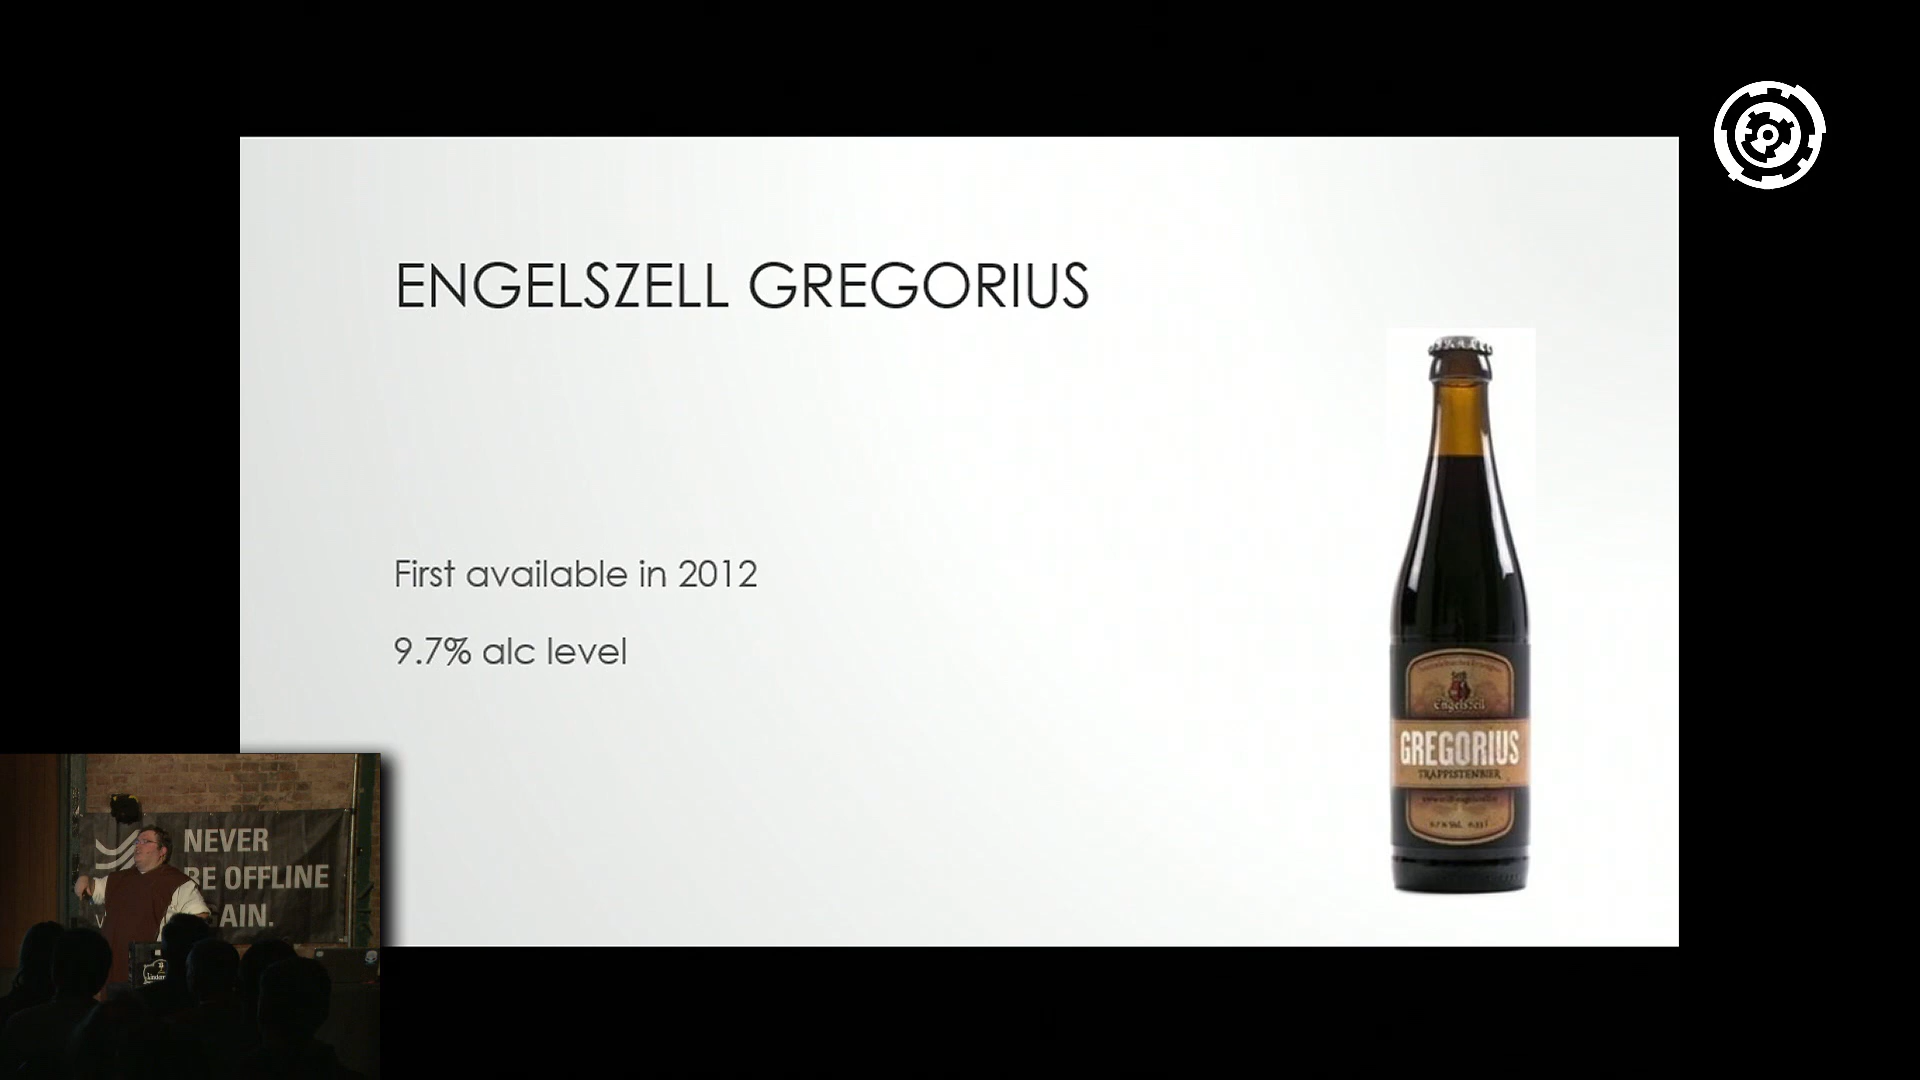 ENGELSZELL GREGORIUS
First available in 2012
9.7% alc level
Engelszell
GREGORIUS
TRAPPISTENBIER
NEVER
BE OFFLINE
AIN.